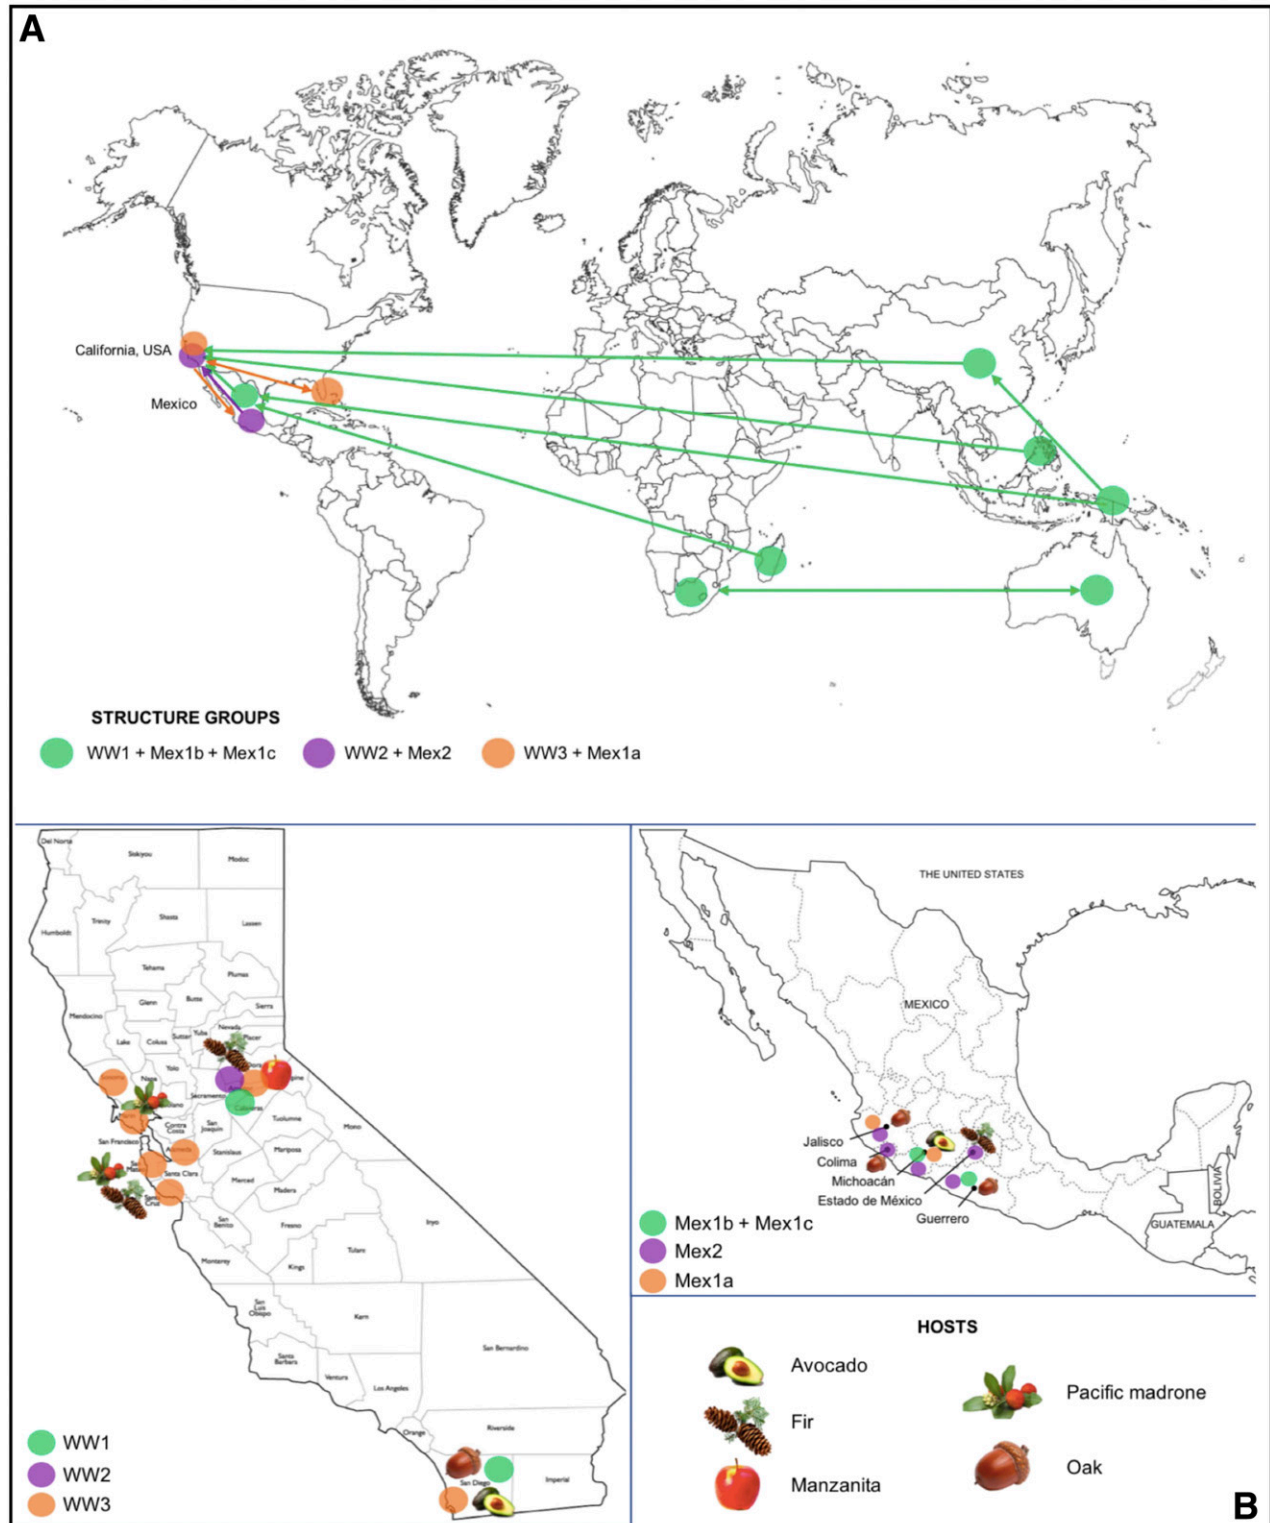 A
California, USA
Mexico
STRUCTURE GROUPS
WW1 + Mex1b + Mex1c
WW2 + Mex2
WW3 + Mex1a
Del Norte
Siskiyou
Modoc
Humboldt
Trinity
Shasta
Lassen
Tehama
Plumas
Mendocino
Glenn
Butte
Sierra
Lake
Colusa
Sutter
Yuba
Nevada
Placer
Yolo
Napa
Sacramento
Calaveras
Tuolumne
Mono
San Francisco
Contra
Costa
San
Joaquin
Alameda
Stanislaus
Mariposa
Santa Clara
Santa
Cruz
Merced
Madera
San
Benito
Fresno
Inyo
Monterey
Kings
Tulare
San
Luis
Obispo
Kern
Santa
Barbara
Ventura
Los Angeles
San Bernardino
Orange
Riverside
San Diego
Imperial
WW1
WW2
WW3
THE UNITED STATES
MEXICO
Jalisco
Colima
Michoacán
Estado de México
Guerrero
BOLIVIA
GUATEMALA
Mex1b + Mex1c
Mex2
Mex1a
HOSTS
Avocado
Fir
Manzanita
Pacific madrone
Oak
B